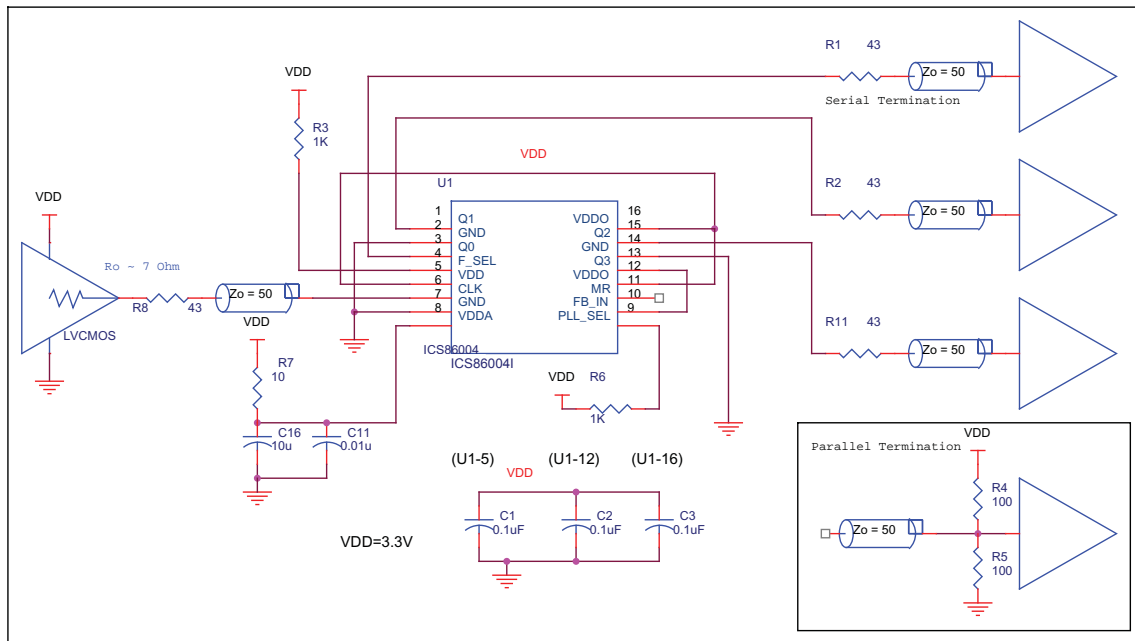 R1 43
Zo = 50
Serial Termination
VDD
R3
1K
VDD
U1
R2 43
Zo = 50
VDD
1
2
3
4
5
6
7
8
Q1
GND
Q0
F_SEL
VDD
CLK
GND
VDDA
16
15
14
13
12
11
10
9
VDDO
Q2
GND
Q3
VDDO
MR
FB_IN
PLL_SEL
Ro ~ 7 Ohm
R8 43
Zo = 50
LVCMOS
VDD
R7
10
ICS86004
ICS86004I
R11 43
Zo = 50
VDD
R6
1K
C16
10u
C11
0.01u
(U1-5) (U1-12) (U1-16)
VDD
C1
0.1uF
C2
0.1uF
C3
0.1uF
VDD=3.3V
Parallel Termination
VDD
R4
100
Zo = 50
R5
100